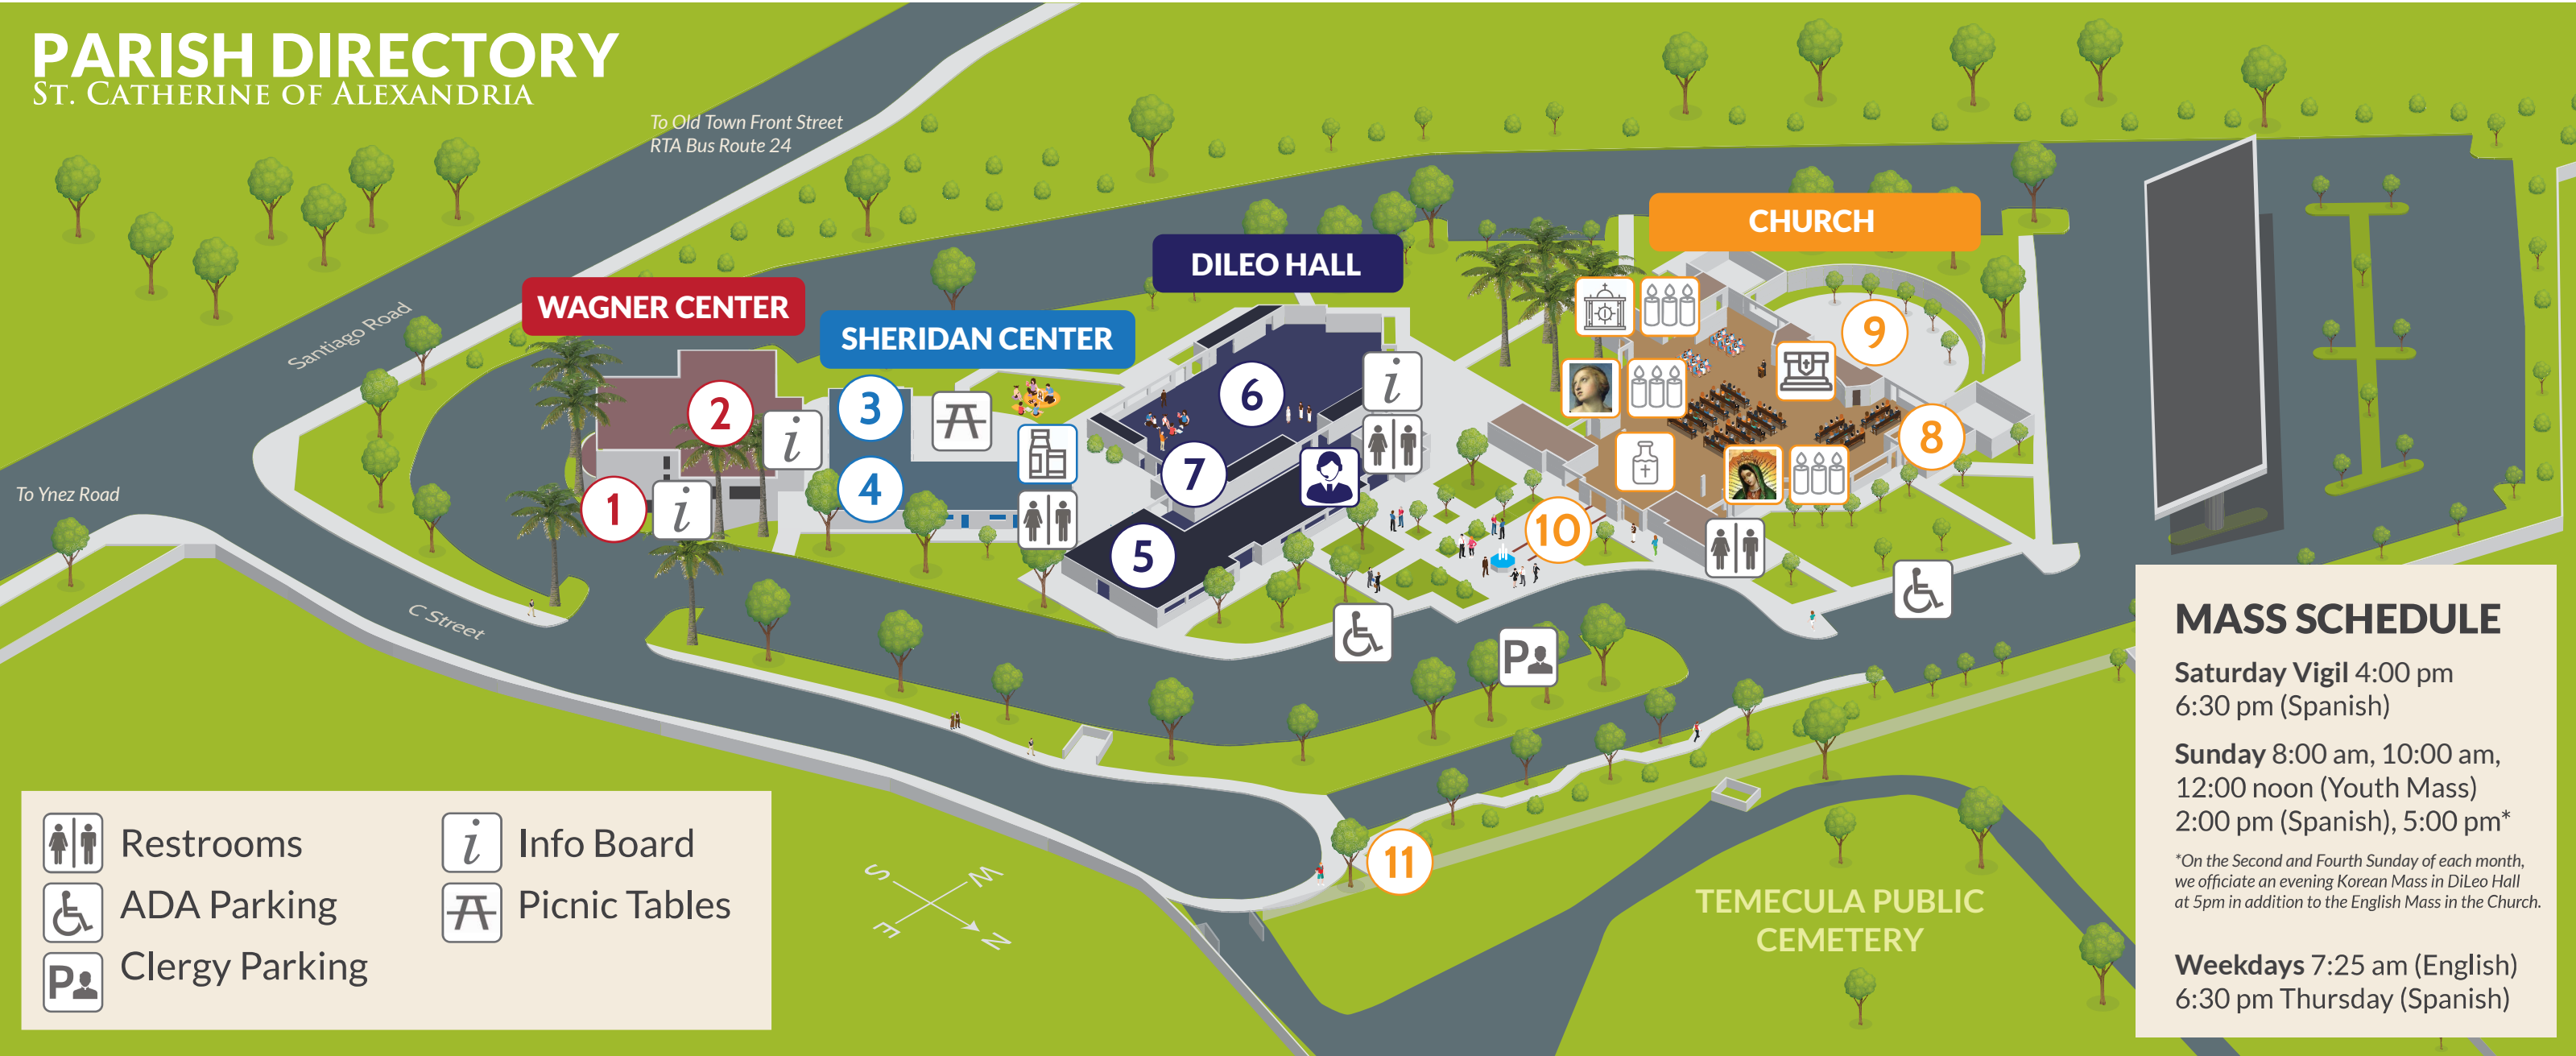 PARISH DIRECTORY
ST. CATHERINE OF ALEXANDRIA
To Old Town Front Street
RTA Bus Route 24
Santiago Road
To Ynez Road
C Street
WAGNER CENTER
SHERIDAN CENTER
DILEO HALL
CHURCH
1
i
2
i
3
4
5
6
7
i
8
9
10
11
P
S
W
E
N
TEMECULA PUBLIC
CEMETERY
Restrooms
ADA Parking
P
Clergy Parking
i
Info Board
Picnic Tables
MASS SCHEDULE
Saturday Vigil 4:00 pm
6:30 pm (Spanish)
Sunday 8:00 am, 10:00 am,
12:00 noon (Youth Mass)
2:00 pm (Spanish), 5:00 pm*
*On the Second and Fourth Sunday of each month,
we officiate an evening Korean Mass in DiLeo Hall
at 5pm in addition to the English Mass in the Church.
Weekdays 7:25 am (English)
6:30 pm Thursday (Spanish)